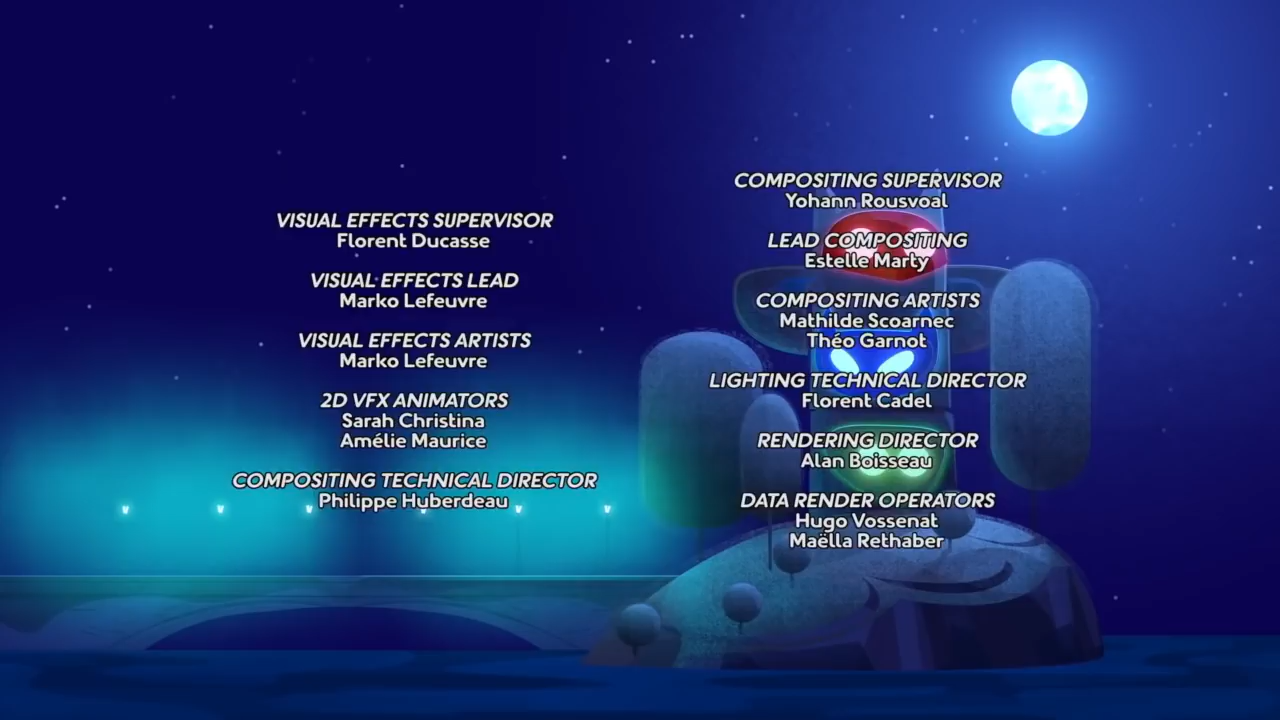 VISUAL EFFECTS SUPERVISOR
Florent Ducasse
VISUAL EFFECTS LEAD
Marko Lefeuvre
VISUAL EFFECTS ARTISTS
Marko Lefeuvre
2D VFX ANIMATORS
Sarah Christina
Amélie Maurice
COMPOSITING TECHNICAL DIRECTOR
Philippe Huberdeau
COMPOSITING SUPERVISOR
Yohann Rousvoal
LEAD COMPOSITING
Estelle Marty
COMPOSITING ARTISTS
Mathilde Scoarnec
Théo Garnot
LIGHTING TECHNICAL DIRECTOR
Florent Cadel
RENDERING DIRECTOR
Alan Boisseau
DATA RENDER OPERATORS
Hugo Vossenat
Maëlla Rethaber